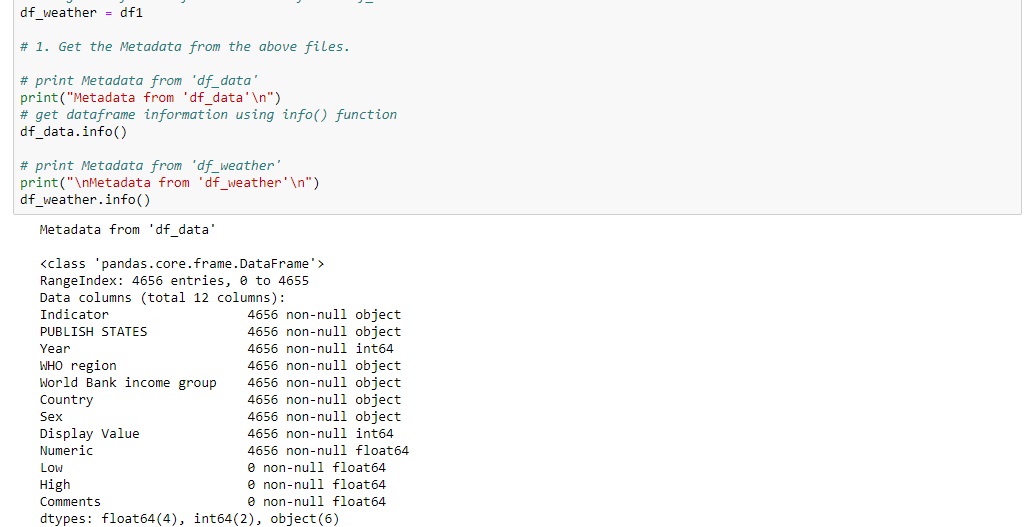 df_weather = df1
# 1. Get the Metadata from the above files.
# print Metadata from 'df_data'
print("Metadata from 'df_data'\n")
# get dataframe information using info() function
df_data.info()
# print Metadata from 'df_weather'
print("\nMetadata from 'df_weather'\n")
df_weather.info()
Metadata from 'df_data'
<class 'pandas.core.frame.DataFrame'>
RangeIndex: 4656 entries, 0 to 4655
Data columns (total 12 columns):
Indicator 4656 non-null object
PUBLISH STATES 4656 non-null object
Year 4656 non-null int64
WHO region 4656 non-null object
World Bank income group 4656 non-null object
Country 4656 non-null object
Sex 4656 non-null object
Display Value 4656 non-null int64
Numeric 4656 non-null float64
Low 0 non-null float64
High 0 non-null float64
Comments 0 non-null float64
dtypes: float64(4), int64(2), object(6)